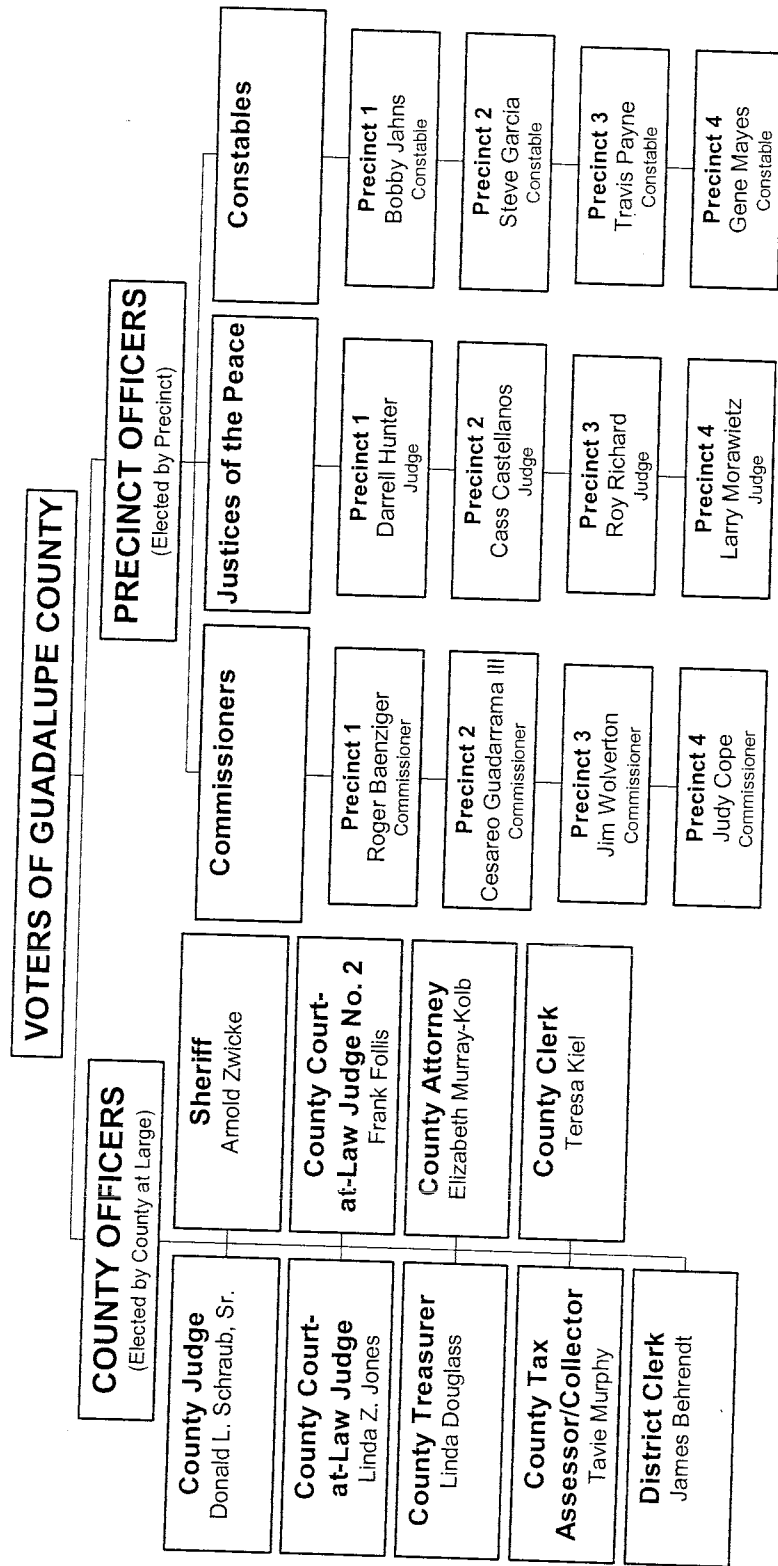 VOTERS OF GUADALUPE COUNTY
COUNTY OFFICERS
(Elected by County at Large)
County Judge
Donald L. Schraub, Sr.
Sheriff
Arnold Zwicke
County Court-
at-Law Judge
Linda Z. Jones
County Court-
at-Law Judge No. 2
Frank Follis
County Treasurer
Linda Douglass
County Attorney
Elizabeth Murray-Kolb
County Tax
Assessor/Collector
Tavie Murphy
County Clerk
Teresa Kiel
District Clerk
James Behrendt
PRECINCT OFFICERS
(Elected by Precinct)
Commissioners
Precinct 1
Roger Baenziger
Commissioner
Precinct 2
Cesareo Guadarrama III
Commissioner
Precinct 3
Jim Wolverton
Commissioner
Precinct 4
Judy Cope
Commissioner
Justices of the Peace
Precinct 1
Darrell Hunter
Judge
Precinct 2
Cass Castellanos
Judge
Precinct 3
Roy Richard
Judge
Precinct 4
Larry Morawietz
Judge
Constables
Precinct 1
Bobby Jahns
Constable
Precinct 2
Steve Garcia
Constable
Precinct 3
Travis Payne
Constable
Precinct 4
Gene Mayes
Constable